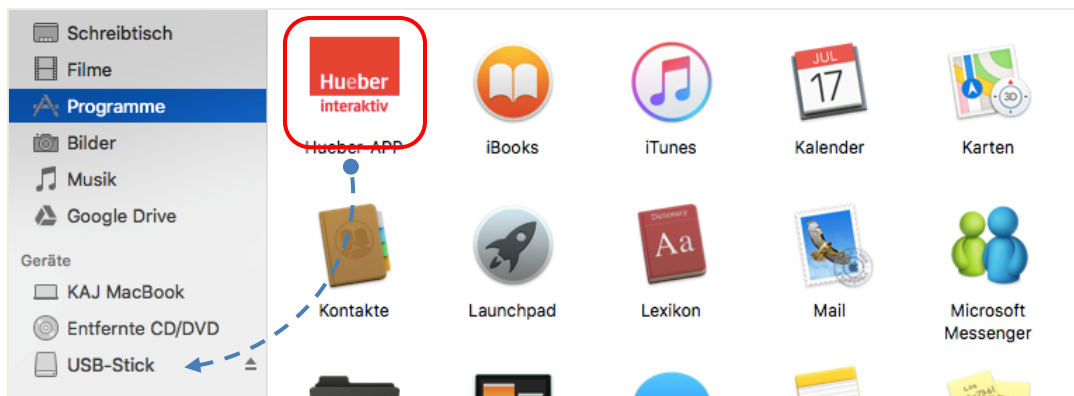 Schreibtisch
Filme
Programme
Bilder
Musik
Google Drive
Geräte
KAJ MacBook
Entfernte CD/DVD
USB-Stick
Hueber
interaktiv
JUL
17
3D
Hueber-APP
iBooks
iTunes
Kalender
Karten
Dictionary
Aa
Kontakte
Launchpad
Lexikon
Mail
Microsoft
Messenger